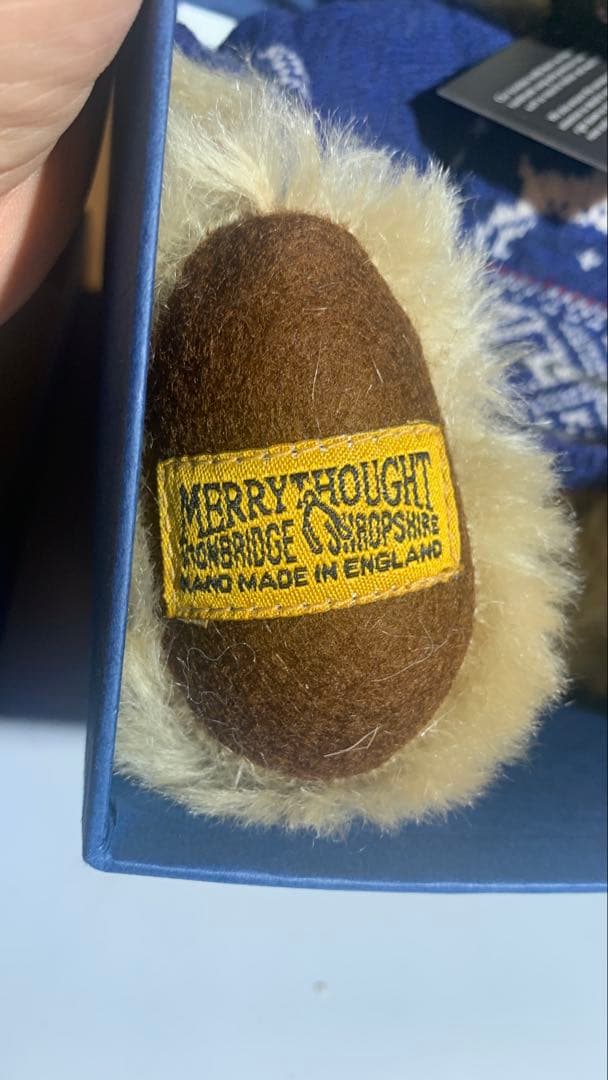 MERRYTHOUGHT
IRONBRIDGE SHROPSHIRE
HAND MADE IN ENGLAND